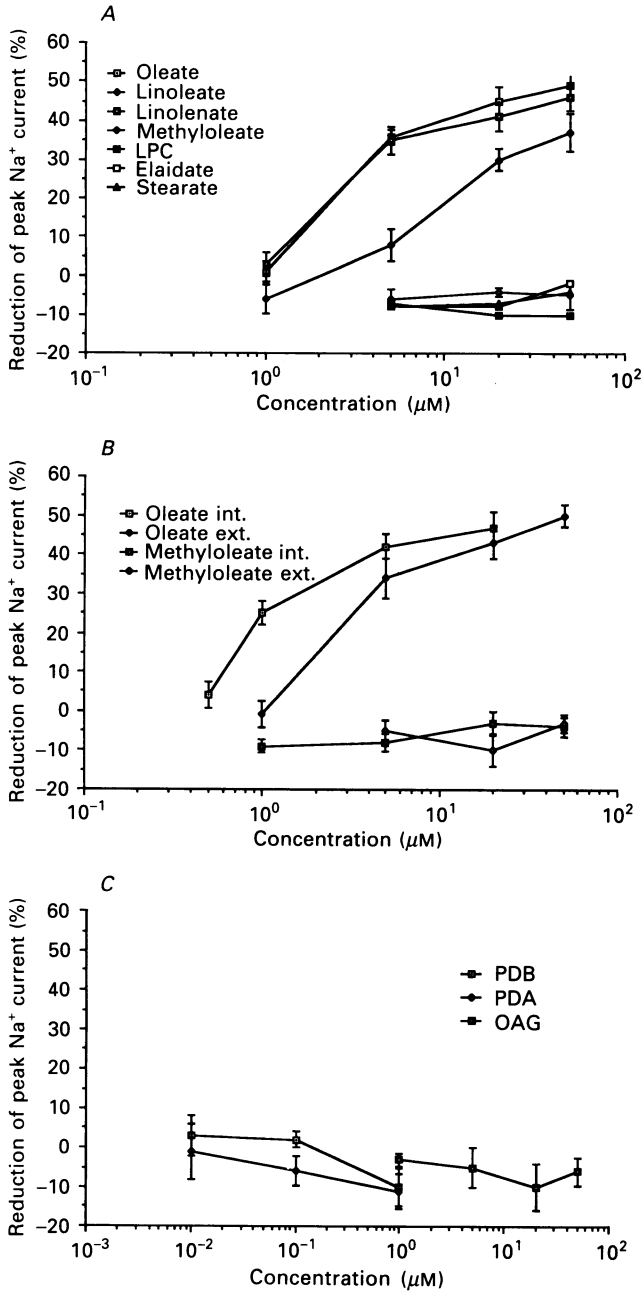 A
Reduction of peak Na⁺ current (%)
60
50
40
30
20
10
0
−10
−20
Oleate
Linoleate
Linolenate
Methyloleate
LPC
Elaidate
Stearate
10⁻¹ 10⁰ 10¹ 10²
Concentration (μM)
B
Reduction of peak Na⁺ current (%)
60
50
40
30
20
10
0
−10
−20
Oleate int.
Oleate ext.
Methyloleate int.
Methyloleate ext.
10⁻¹ 10⁰ 10¹ 10²
Concentration (μM)
C
Reduction of peak Na⁺ current (%)
60
50
40
30
20
10
0
−10
−20
PDB
PDA
OAG
10⁻³ 10⁻² 10⁻¹ 10⁰ 10¹ 10²
Concentration (μM)